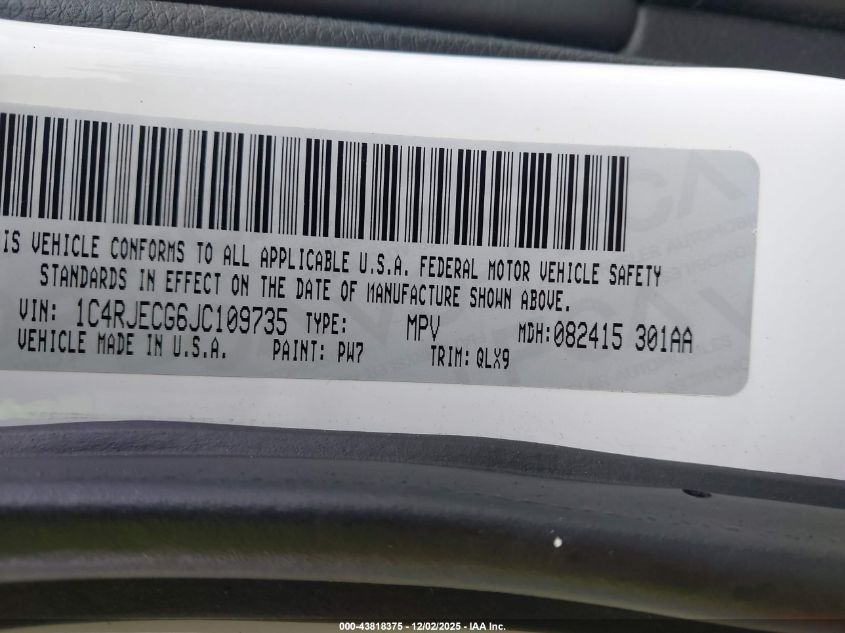 IS VEHICLE CONFORMS TO ALL APPLICABLE U.S.A. FEDERAL MOTOR VEHICLE SAFETY
STANDARDS IN EFFECT ON THE DATE OF MANUFACTURE SHOWN ABOVE.
VIN: 1C4RJECG6JC109735 TYPE: MPV MDH:082415 301AA
VEHICLE MADE IN U.S.A. PAINT: PW7 TRIM: QLX9
000-43818375 - 12/02/2025 - IAA Inc.